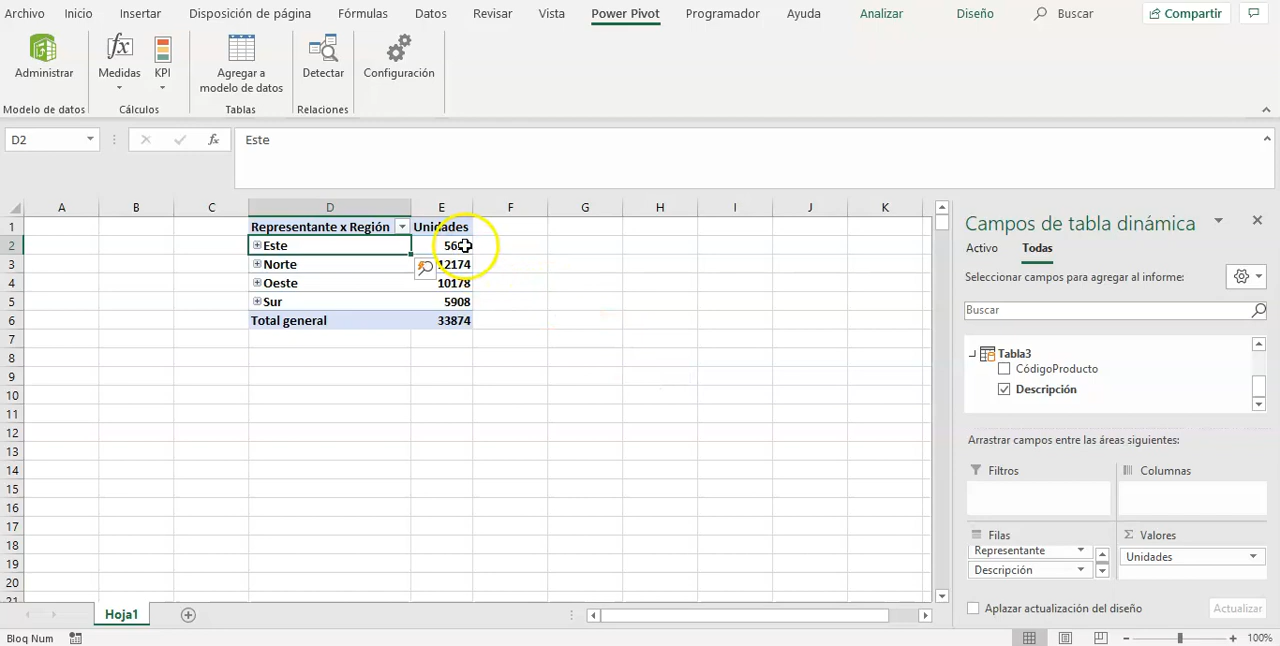 Archivo Inicio Insertar Disposición de página Fórmulas Datos Revisar Vista Power Pivot Programador Ayuda Analizar Diseño Buscar Compartir
Administrar Medidas KPI Agregar a modelo de datos Detectar Configuración
Modelo de datos Cálculos Tablas Relaciones
D2 fx Este
A B C D E F G H I J K
1 Representante x Región Unidades
2 Este
3 Norte 12174
4 Oeste 10178
5 Sur 5908
6 Total general 33874
7
8
9
10
11
12
13
14
15
16
17
18
19
20
21
Campos de tabla dinámica
Activo Todas
Seleccionar campos para agregar al informe:
Buscar
Tabla3
CódigoProducto
Descripción
Arrastrar campos entre las áreas siguientes:
Filtros Columnas
Filas Σ Valores
Representante Unidades
Descripción
Aplazar actualización del diseño Actualizar
Hoja1
Bloq Num 100%